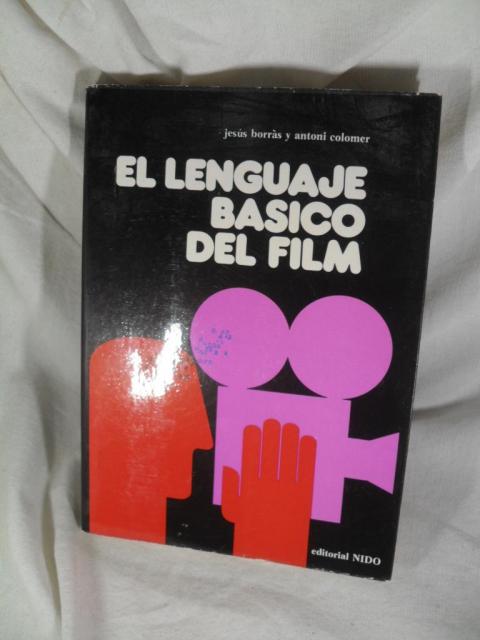 jesús borràs y antoni colomer
EL LENGUAJE
BASICO
DEL FILM
editorial NIDO